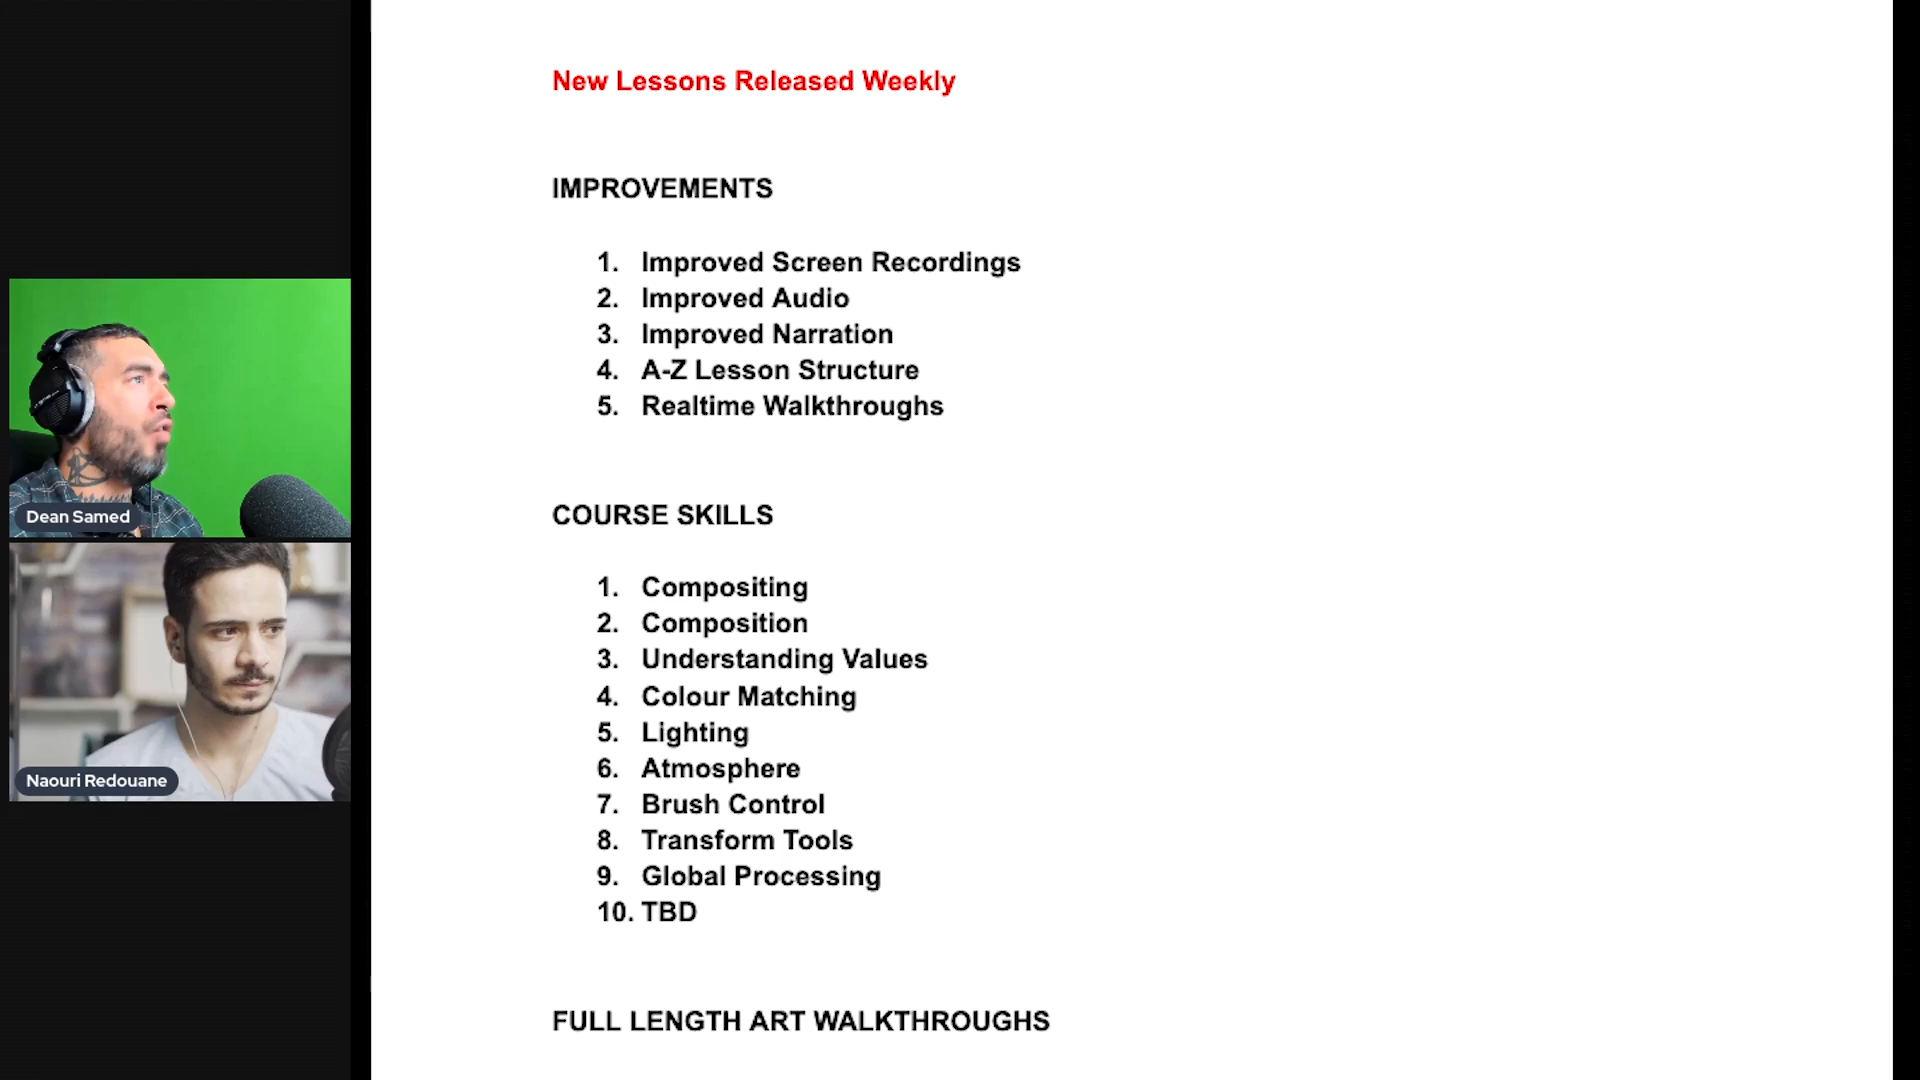 New Lessons Released Weekly
IMPROVEMENTS
1. Improved Screen Recordings
2. Improved Audio
3. Improved Narration
4. A-Z Lesson Structure
5. Realtime Walkthroughs
COURSE SKILLS
1. Compositing
2. Composition
3. Understanding Values
4. Colour Matching
5. Lighting
6. Atmosphere
7. Brush Control
8. Transform Tools
9. Global Processing
10. TBD
FULL LENGTH ART WALKTHROUGHS
Dean Samed
Naouri Redouane